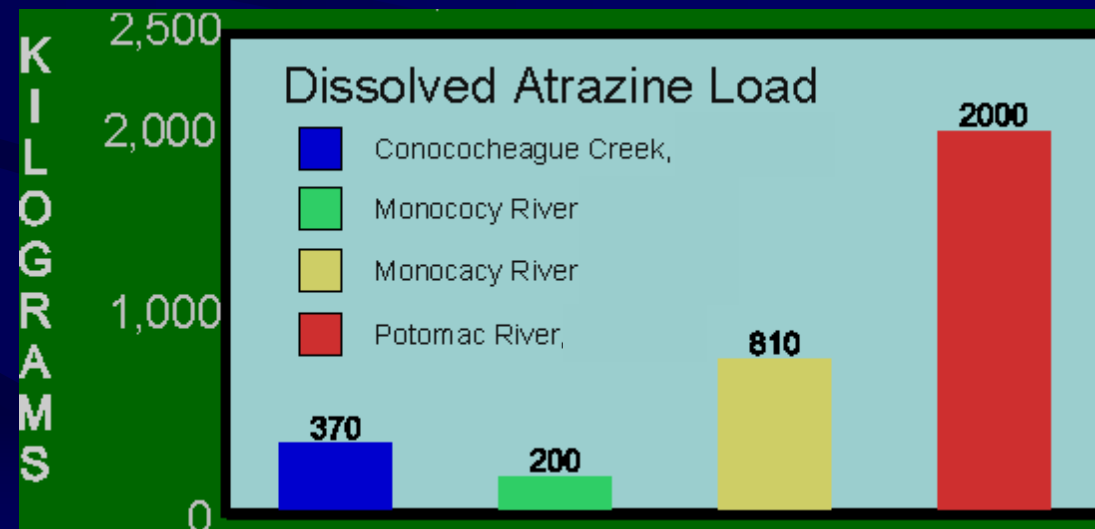 KILOGRAMS
2,500
2,000
1,000
0
Dissolved Atrazine Load
Conococheague Creek,
Monococy River
Monocacy River
Potomac River,
370
200
810
2000